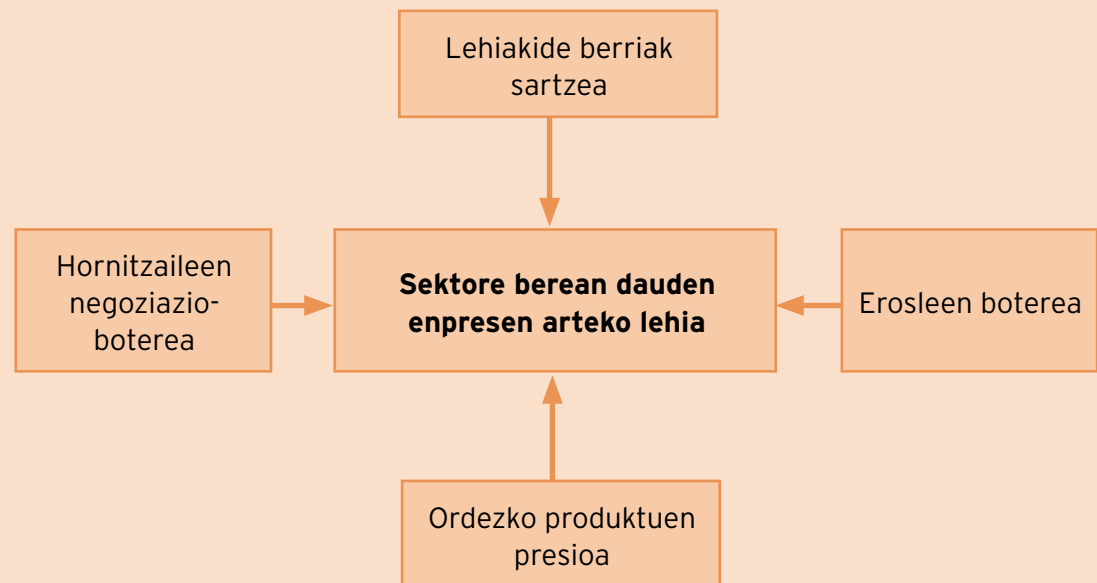 Lehiakide berriak
sartzea
Hornitzaileen
negoziazio-
boterea
Sektore berean dauden
enpresen arteko lehia
Erosleen boterea
Ordezko produktuen
presioa